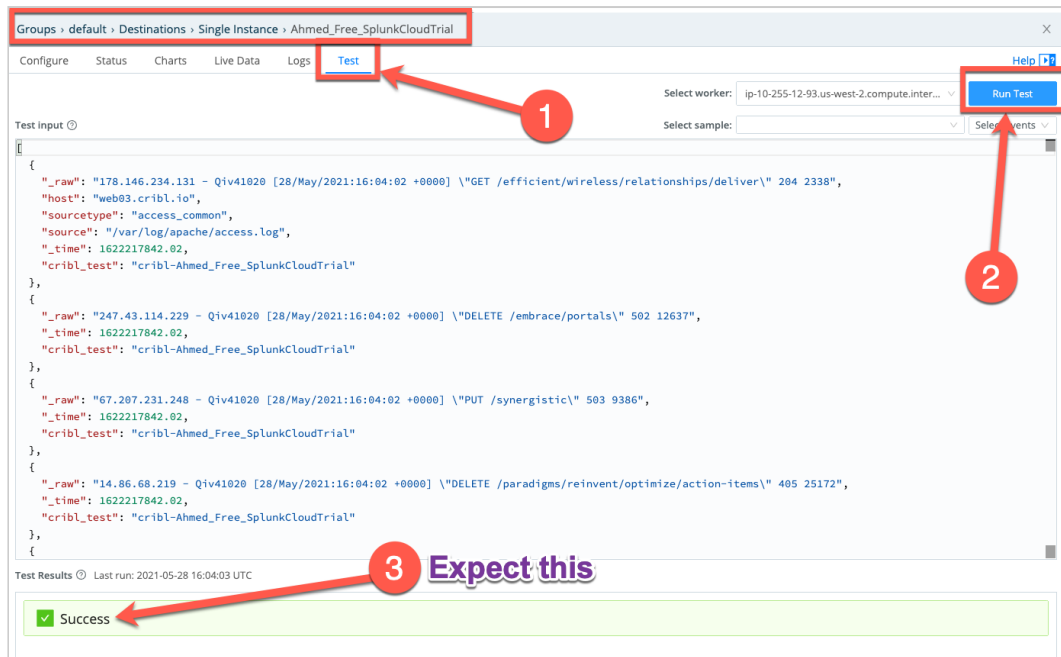 Groups › default › Destinations › Single Instance › Ahmed_Free_SplunkCloudTrial
Configure Status Charts Live Data Logs Test Help
Select worker: ip-10-255-12-93.us-west-2.compute.inter... Run Test
1
Test input Select sample: Select events
[
{
"_raw": "178.146.234.131 - Qiv41020 [28/May/2021:16:04:02 +0000] \"GET /efficient/wireless/relationships/deliver\" 204 2338",
"host": "web03.cribl.io",
"sourcetype": "access_common",
"source": "/var/log/apache/access.log",
"_time": 1622217842.02,
"cribl_test": "cribl-Ahmed_Free_SplunkCloudTrial"
},
2
{
"_raw": "247.43.114.229 - Qiv41020 [28/May/2021:16:04:02 +0000] \"DELETE /embrace/portals\" 502 12637",
"_time": 1622217842.02,
"cribl_test": "cribl-Ahmed_Free_SplunkCloudTrial"
},
{
"_raw": "67.207.231.248 - Qiv41020 [28/May/2021:16:04:02 +0000] \"PUT /synergistic\" 503 9386",
"_time": 1622217842.02,
"cribl_test": "cribl-Ahmed_Free_SplunkCloudTrial"
},
{
"_raw": "14.86.68.219 - Qiv41020 [28/May/2021:16:04:02 +0000] \"DELETE /paradigms/reinvent/optimize/action-items\" 405 25172",
"_time": 1622217842.02,
"cribl_test": "cribl-Ahmed_Free_SplunkCloudTrial"
},
{
3 Expect this
Test Results Last run: 2021-05-28 16:04:03 UTC
Success